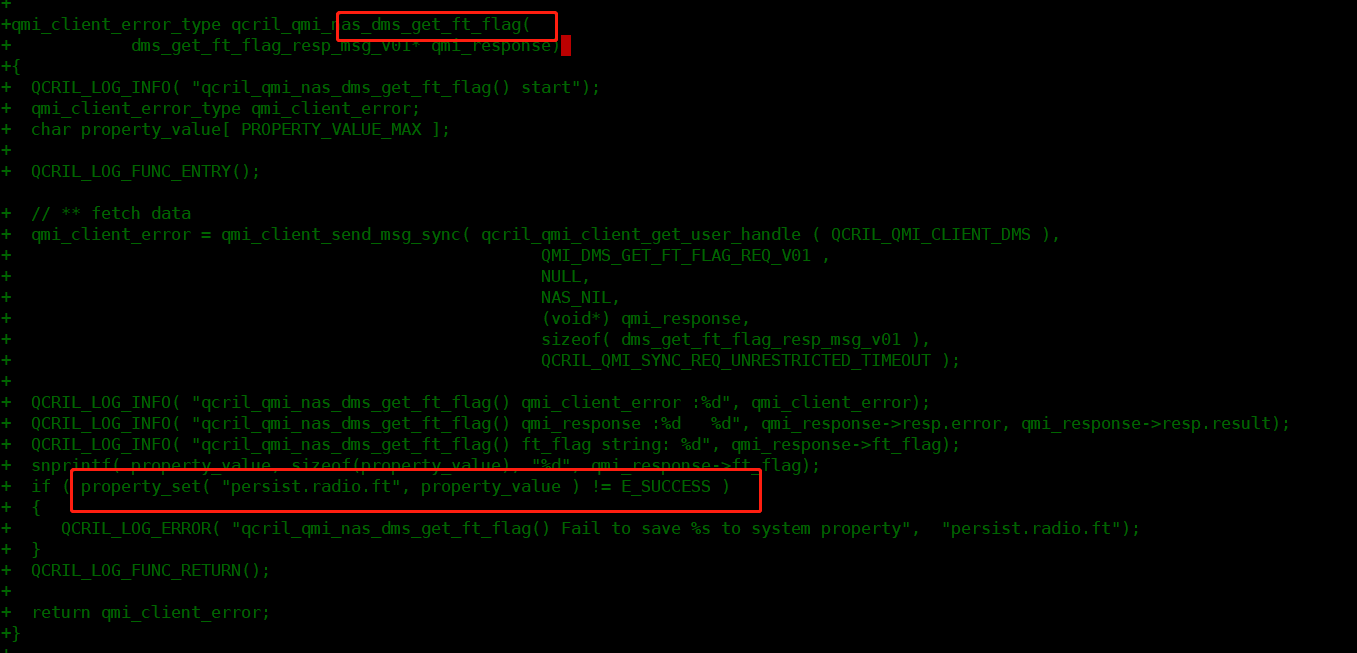 +
+qmi_client_error_type qcril_qmi_nas_dms_get_ft_flag(
+            dms_get_ft_flag_resp_msg_v01* qmi_response)
+{
+  QCRIL_LOG_INFO( "qcril_qmi_nas_dms_get_ft_flag() start");
+  qmi_client_error_type qmi_client_error;
+  char property_value[ PROPERTY_VALUE_MAX ];
+
+  QCRIL_LOG_FUNC_ENTRY();

+  // ** fetch data
+  qmi_client_error = qmi_client_send_msg_sync( qcril_qmi_client_get_user_handle ( QCRIL_QMI_CLIENT_DMS ),
+                                                     QMI_DMS_GET_FT_FLAG_REQ_V01 ,
+                                                     NULL,
+                                                     NAS_NIL,
+                                                     (void*) qmi_response,
+                                                     sizeof( dms_get_ft_flag_resp_msg_v01 ),
+                                                     QCRIL_QMI_SYNC_REQ_UNRESTRICTED_TIMEOUT );
+
+  QCRIL_LOG_INFO( "qcril_qmi_nas_dms_get_ft_flag() qmi_client_error :%d", qmi_client_error);
+  QCRIL_LOG_INFO( "qcril_qmi_nas_dms_get_ft_flag() qmi_response :%d   %d", qmi_response->resp.error, qmi_response->resp.result);
+  QCRIL_LOG_INFO( "qcril_qmi_nas_dms_get_ft_flag() ft_flag string: %d", qmi_response->ft_flag);
+  snprintf( property_value, sizeof(property_value), "%d", qmi_response->ft_flag);
+  if ( property_set( "persist.radio.ft", property_value ) != E_SUCCESS )
+  {
+     QCRIL_LOG_ERROR( "qcril_qmi_nas_dms_get_ft_flag() Fail to save %s to system property",  "persist.radio.ft");
+  }
+  QCRIL_LOG_FUNC_RETURN();
+
+  return qmi_client_error;
+}
+